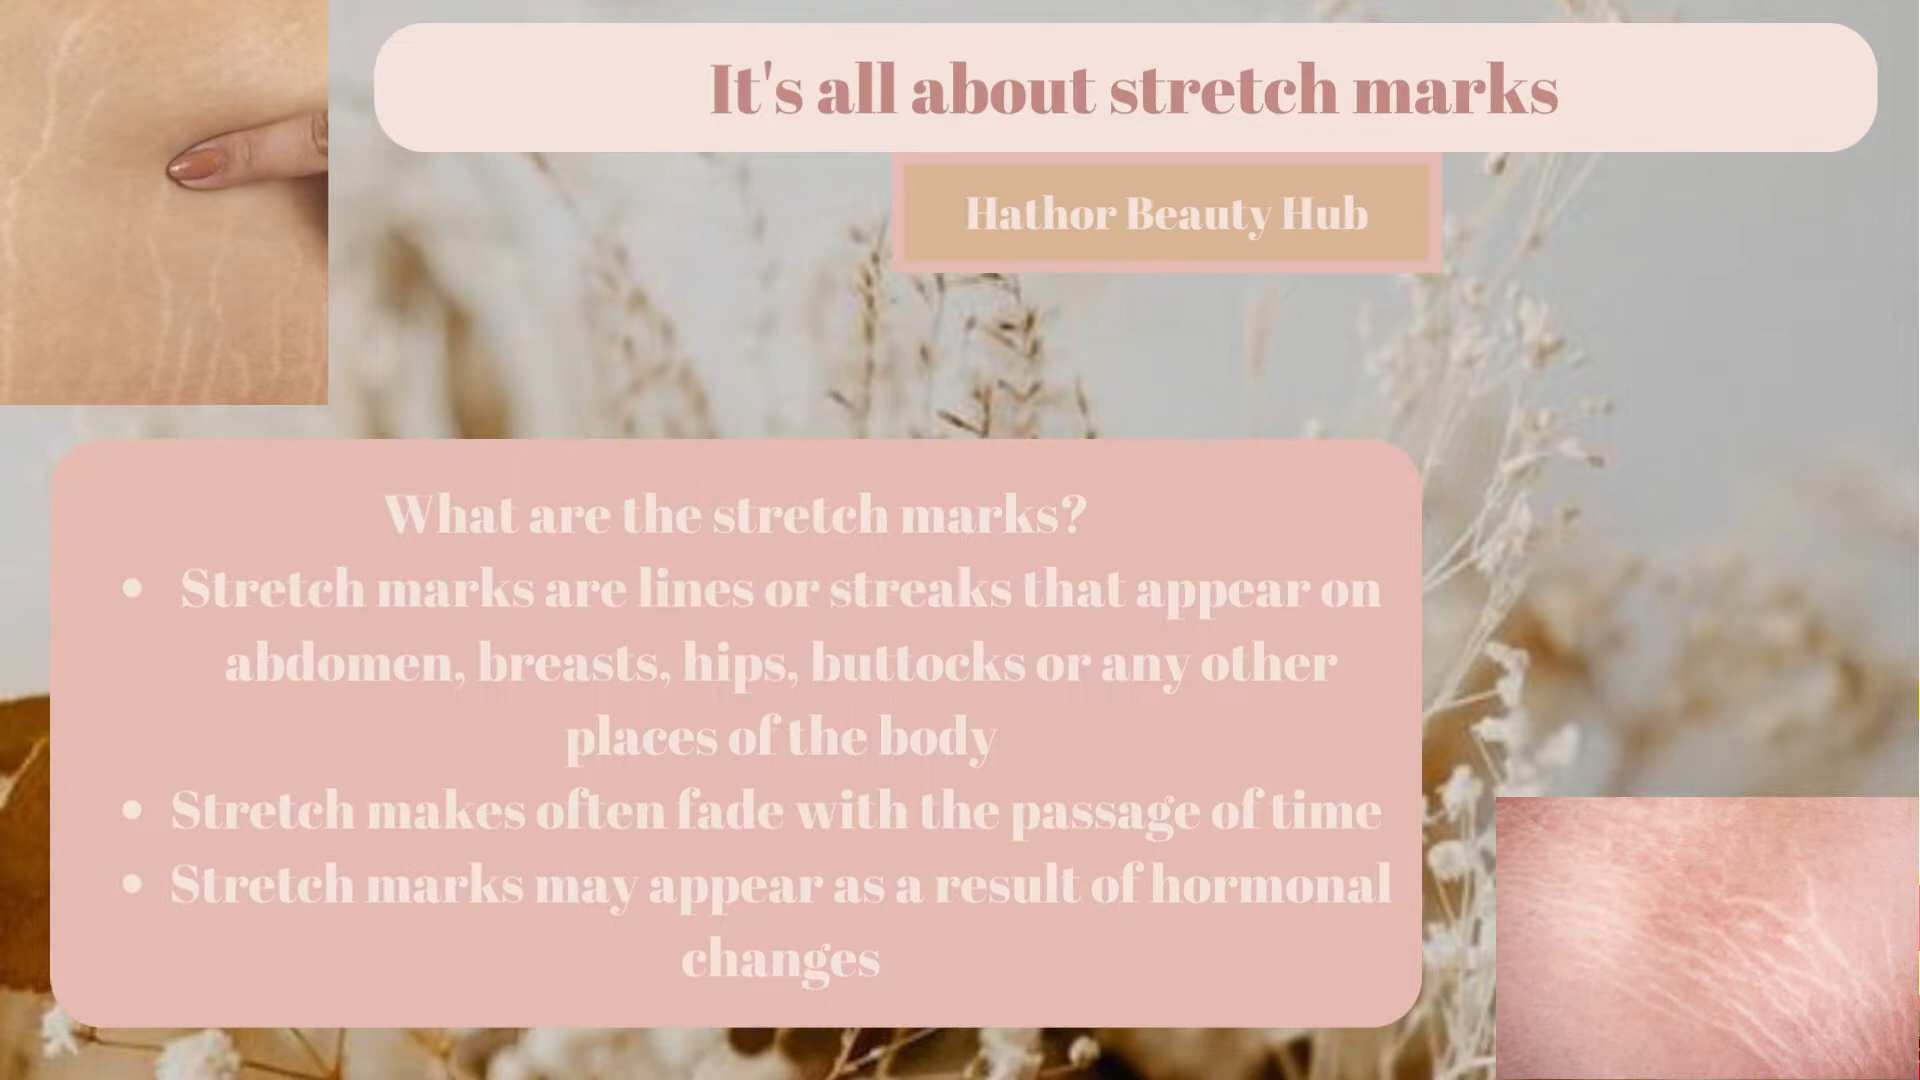 It's all about stretch marks
Hathor Beauty Hub
What are the stretch marks?
• Stretch marks are lines or streaks that appear on
abdomen, breasts, hips, buttocks or any other
places of the body
• Stretch makes often fade with the passage of time
• Stretch marks may appear as a result of hormonal
changes